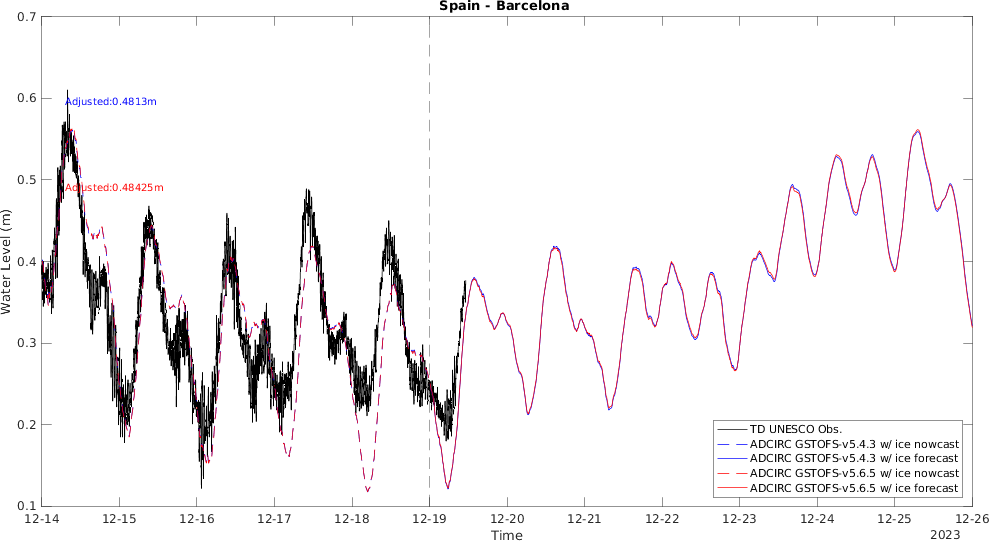 Spain - Barcelona
0.7
0.6
0.5
0.4
0.3
0.2
0.1
Water Level (m)
Adjusted:0.4813m
Adjusted:0.48425m
TD UNESCO Obs.
ADCIRC GSTOFS-v5.4.3 w/ ice nowcast
ADCIRC GSTOFS-v5.4.3 w/ ice forecast
ADCIRC GSTOFS-v5.6.5 w/ ice nowcast
ADCIRC GSTOFS-v5.6.5 w/ ice forecast
12-14 12-15 12-16 12-17 12-18 12-19 12-20 12-21 12-22 12-23 12-24 12-25 12-26
Time
2023